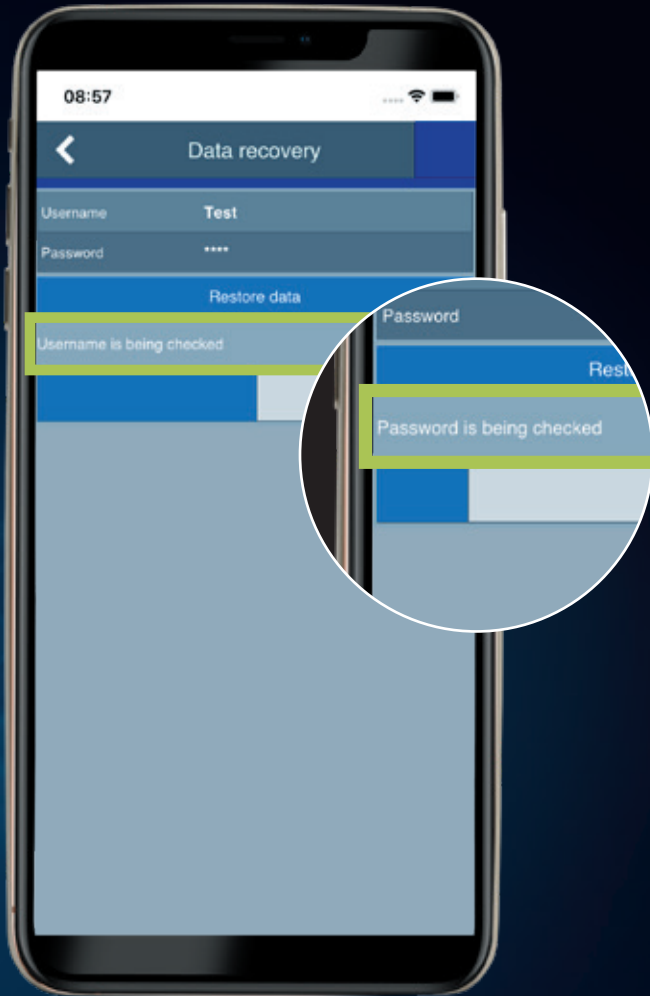 08:57
Data recovery
Username Test
Password ****
Restore data
Username is being checked
Password
Rest
Password is being checked